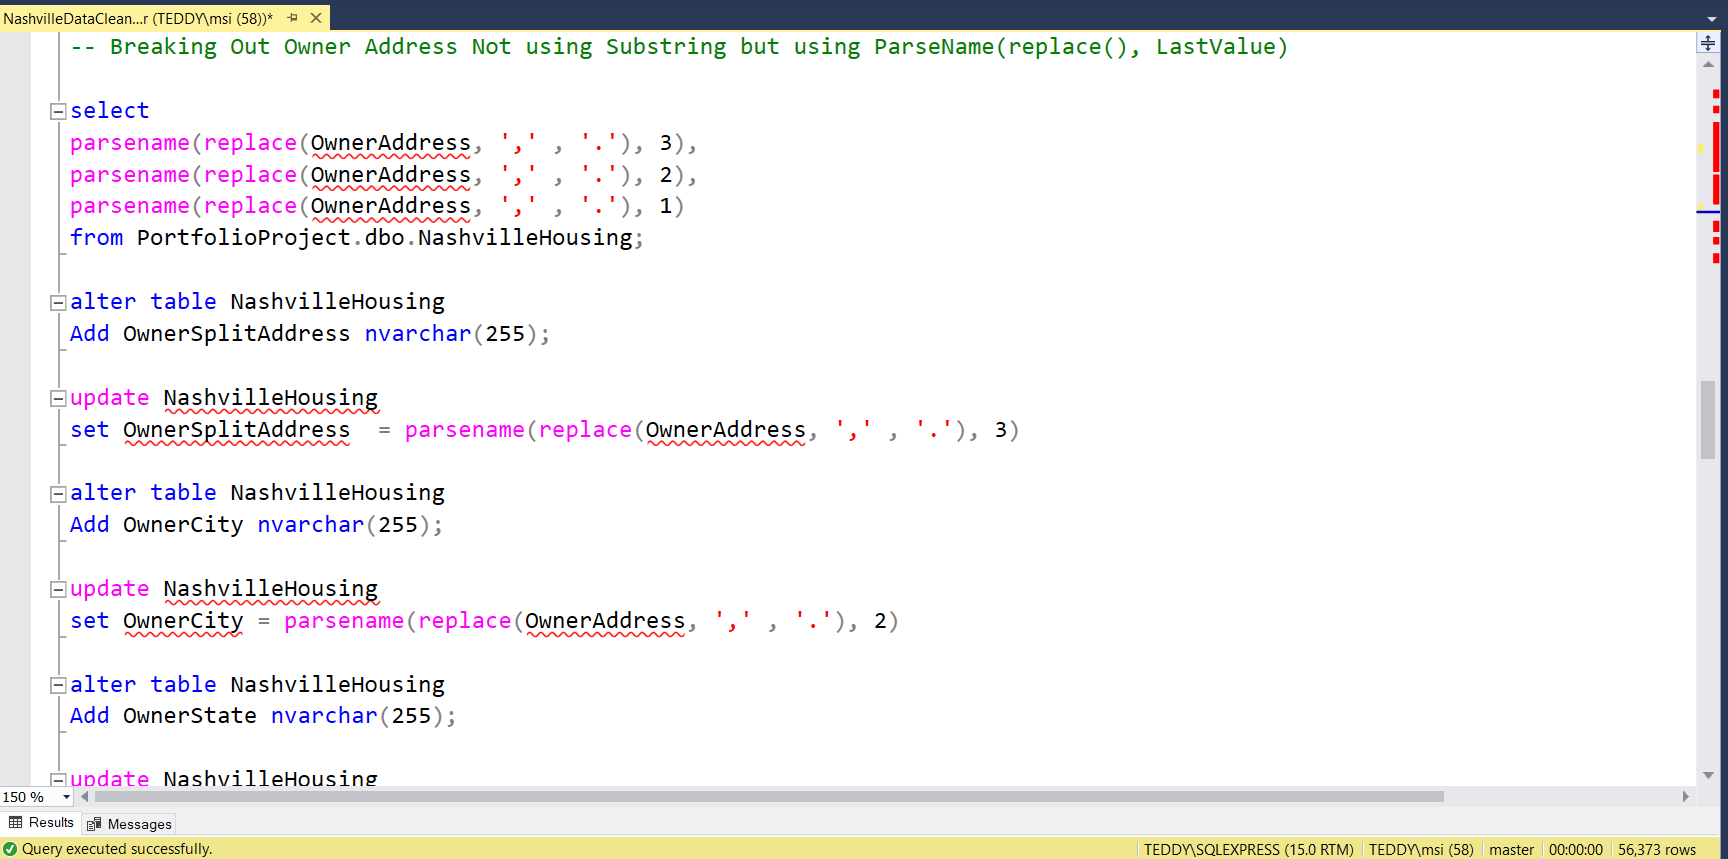 NashvilleDataClean...r (TEDDY\msi (58))*
-- Breaking Out Owner Address Not using Substring but using ParseName(replace(), LastValue)
select
parsename(replace(OwnerAddress, ',' , '.'), 3),
parsename(replace(OwnerAddress, ',' , '.'), 2),
parsename(replace(OwnerAddress, ',' , '.'), 1)
from PortfolioProject.dbo.NashvilleHousing;
alter table NashvilleHousing
Add OwnerSplitAddress nvarchar(255);
update NashvilleHousing
set OwnerSplitAddress  = parsename(replace(OwnerAddress, ',' , '.'), 3)
alter table NashvilleHousing
Add OwnerCity nvarchar(255);
update NashvilleHousing
set OwnerCity = parsename(replace(OwnerAddress, ',' , '.'), 2)
alter table NashvilleHousing
Add OwnerState nvarchar(255);
update NashvilleHousing
150 %
Results Messages
Query executed successfully. TEDDY\SQLEXPRESS (15.0 RTM) TEDDY\msi (58) master 00:00:00 56,373 rows